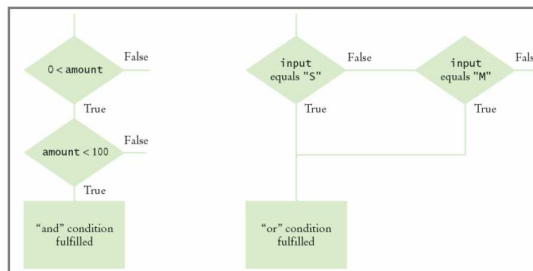 0 < amount
False
True
amount < 100
False
True
"and" condition
fulfilled
input
equals "S"
False
True
input
equals "M"
False
True
"or" condition
fulfilled